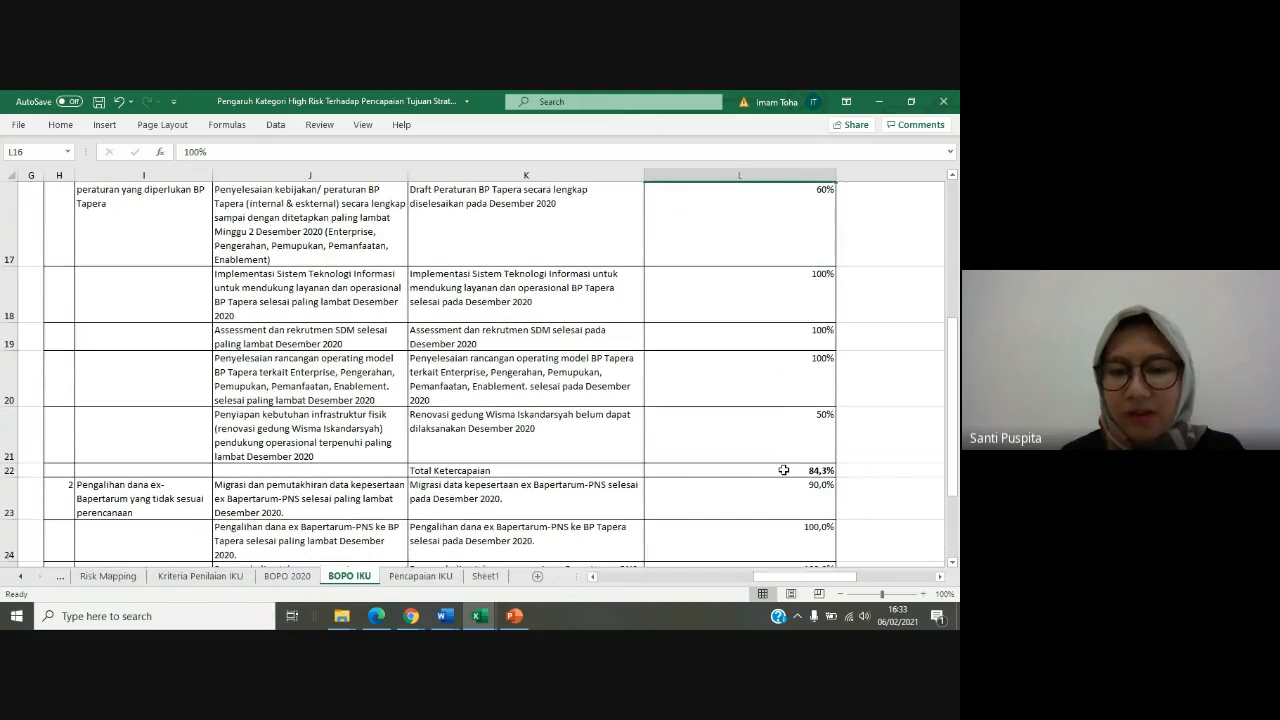 AutoSave Off
Pengaruh Kategori High Risk Terhadap Pencapaian Tujuan Strat...
Search
Imam Toha IT
File Home Insert Page Layout Formulas Data Review View Help
Share Comments
L16
fx 100%
G H I J K L
peraturan yang diperlukan BP
Tapera
Penyelesaian kebijakan/ peraturan BP
Tapera (internal & eskternal) secara lengkap
sampai dengan ditetapkan paling lambat
Minggu 2 Desember 2020 (Enterprise,
Pengerahan, Pemupukan, Pemanfaatan,
Enablement)
Draft Peraturan BP Tapera secara lengkap
diselesaikan pada Desember 2020
60%
17
Implementasi Sistem Teknologi Informasi
untuk mendukung layanan dan operasional
BP Tapera selesai paling lambat Desember
2020
Implementasi Sistem Teknologi Informasi untuk
mendukung layanan dan operasional BP Tapera
selesai pada Desember 2020
100%
18
Assessment dan rekrutmen SDM selesai
paling lambat Desember 2020
Assessment dan rekrutmen SDM selesai pada
Desember 2020
100%
19
Penyelesaian rancangan operating model
BP Tapera terkait Enterprise, Pengerahan,
Pemupukan, Pemanfaatan, Enablement.
selesai paling lambat Desember 2020
Penyelesaian rancangan operating model BP Tapera
terkait Enterprise, Pengerahan, Pemupukan,
Pemanfaatan, Enablement. selesai pada Desember
2020
100%
20
Penyiapan kebutuhan infrastruktur fisik
(renovasi gedung Wisma Iskandarsyah)
pendukung operasional terpenuhi paling
lambat Desember 2020
Renovasi gedung Wisma Iskandarsyah belum dapat
dilaksanakan Desember 2020
50%
21
22 Total Ketercapaian 84,3%
2
Pengalihan dana ex-
Bapertarum yang tidak sesuai
perencanaan
Migrasi dan pemutakhiran data kepesertaan
ex Bapertarum-PNS selesai paling lambat
Desember 2020.
Migrasi data kepesertaan ex Bapertarum-PNS selesai
pada Desember 2020.
90,0%
23
Pengalihan dana ex Bapertarum-PNS ke BP
Tapera selesai paling lambat Desember
2020.
Pengalihan dana ex Bapertarum-PNS ke BP Tapera
selesai pada Desember 2020.
100,0%
24
... Risk Mapping Kriteria Penilaian IKU BOPO 2020 BOPO IKU Pencapaian IKU Sheet1
Ready
100%
Type here to search
16:33
06/02/2021
1
Santi Puspita